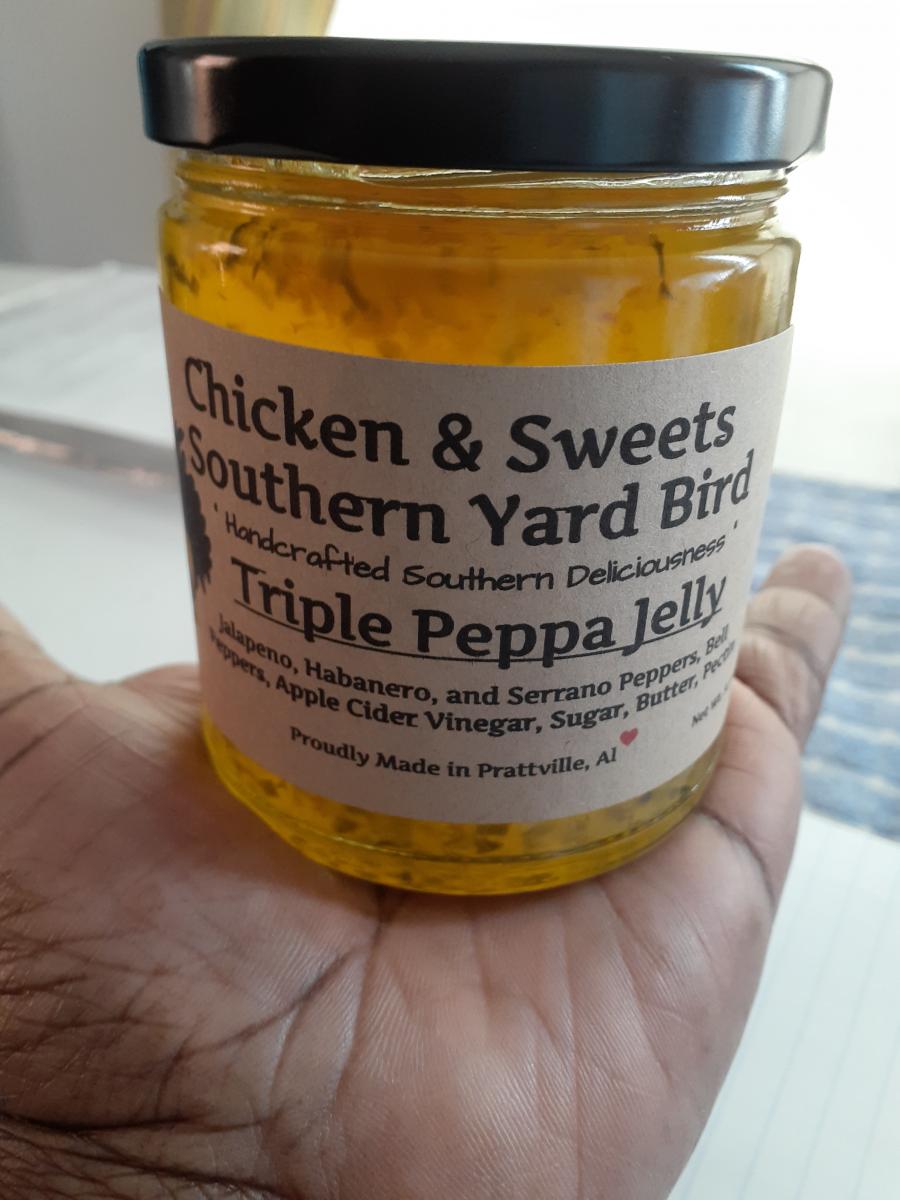 Chicken & Sweets
Southern Yard Bird
' Handcrafted Southern Deliciousness '
Triple Peppa Jelly
Jalapeno, Habanero, and Serrano Peppers, Bell
Peppers, Apple Cider Vinegar, Sugar, Butter,
Net
Proudly Made in Prattville, Al